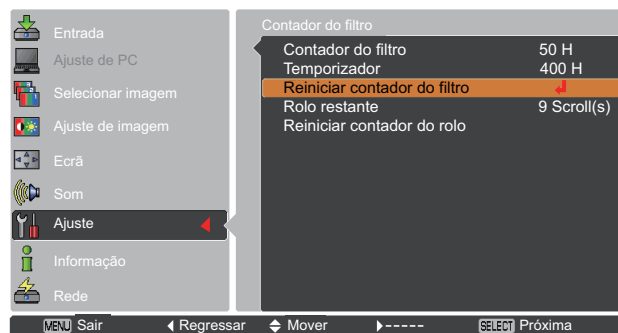 Entrada
Ajuste de PC
Selecionar imagem
Ajuste de imagem
Ecrã
Som
Ajuste
Informação
Rede
Contador do filtro
Contador do filtro 50 H
Temporizador 400 H
Reiniciar contador do filtro
Rolo restante 9 Scroll(s)
Reiniciar contador do rolo
MENU Sair Regressar Mover ----- SELECT Próxima